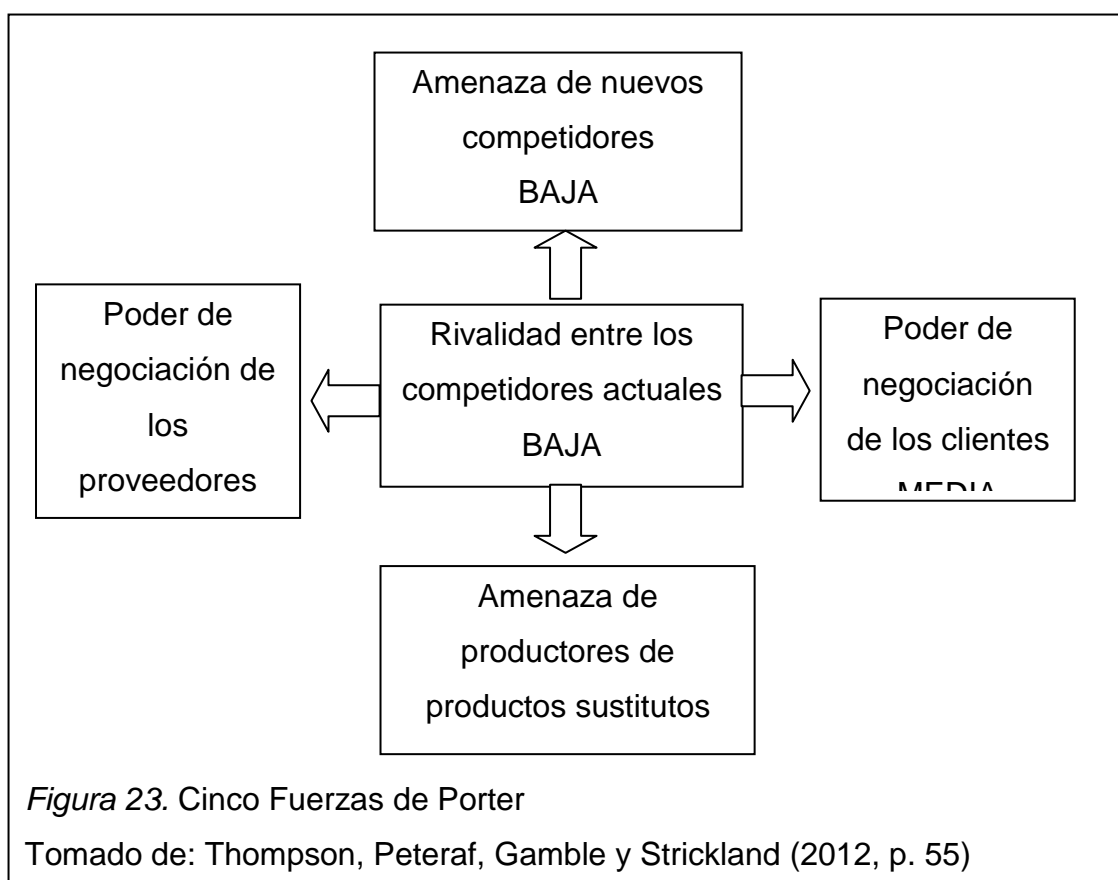 Amenaza de nuevos
competidores
BAJA
Poder de
negociación de
los
proveedores
Rivalidad entre los
competidores actuales
BAJA
Poder de
negociación
de los clientes
MEDIA
Amenaza de
productores de
productos sustitutos
Figura 23. Cinco Fuerzas de Porter
Tomado de: Thompson, Peteraf, Gamble y Strickland (2012, p. 55)